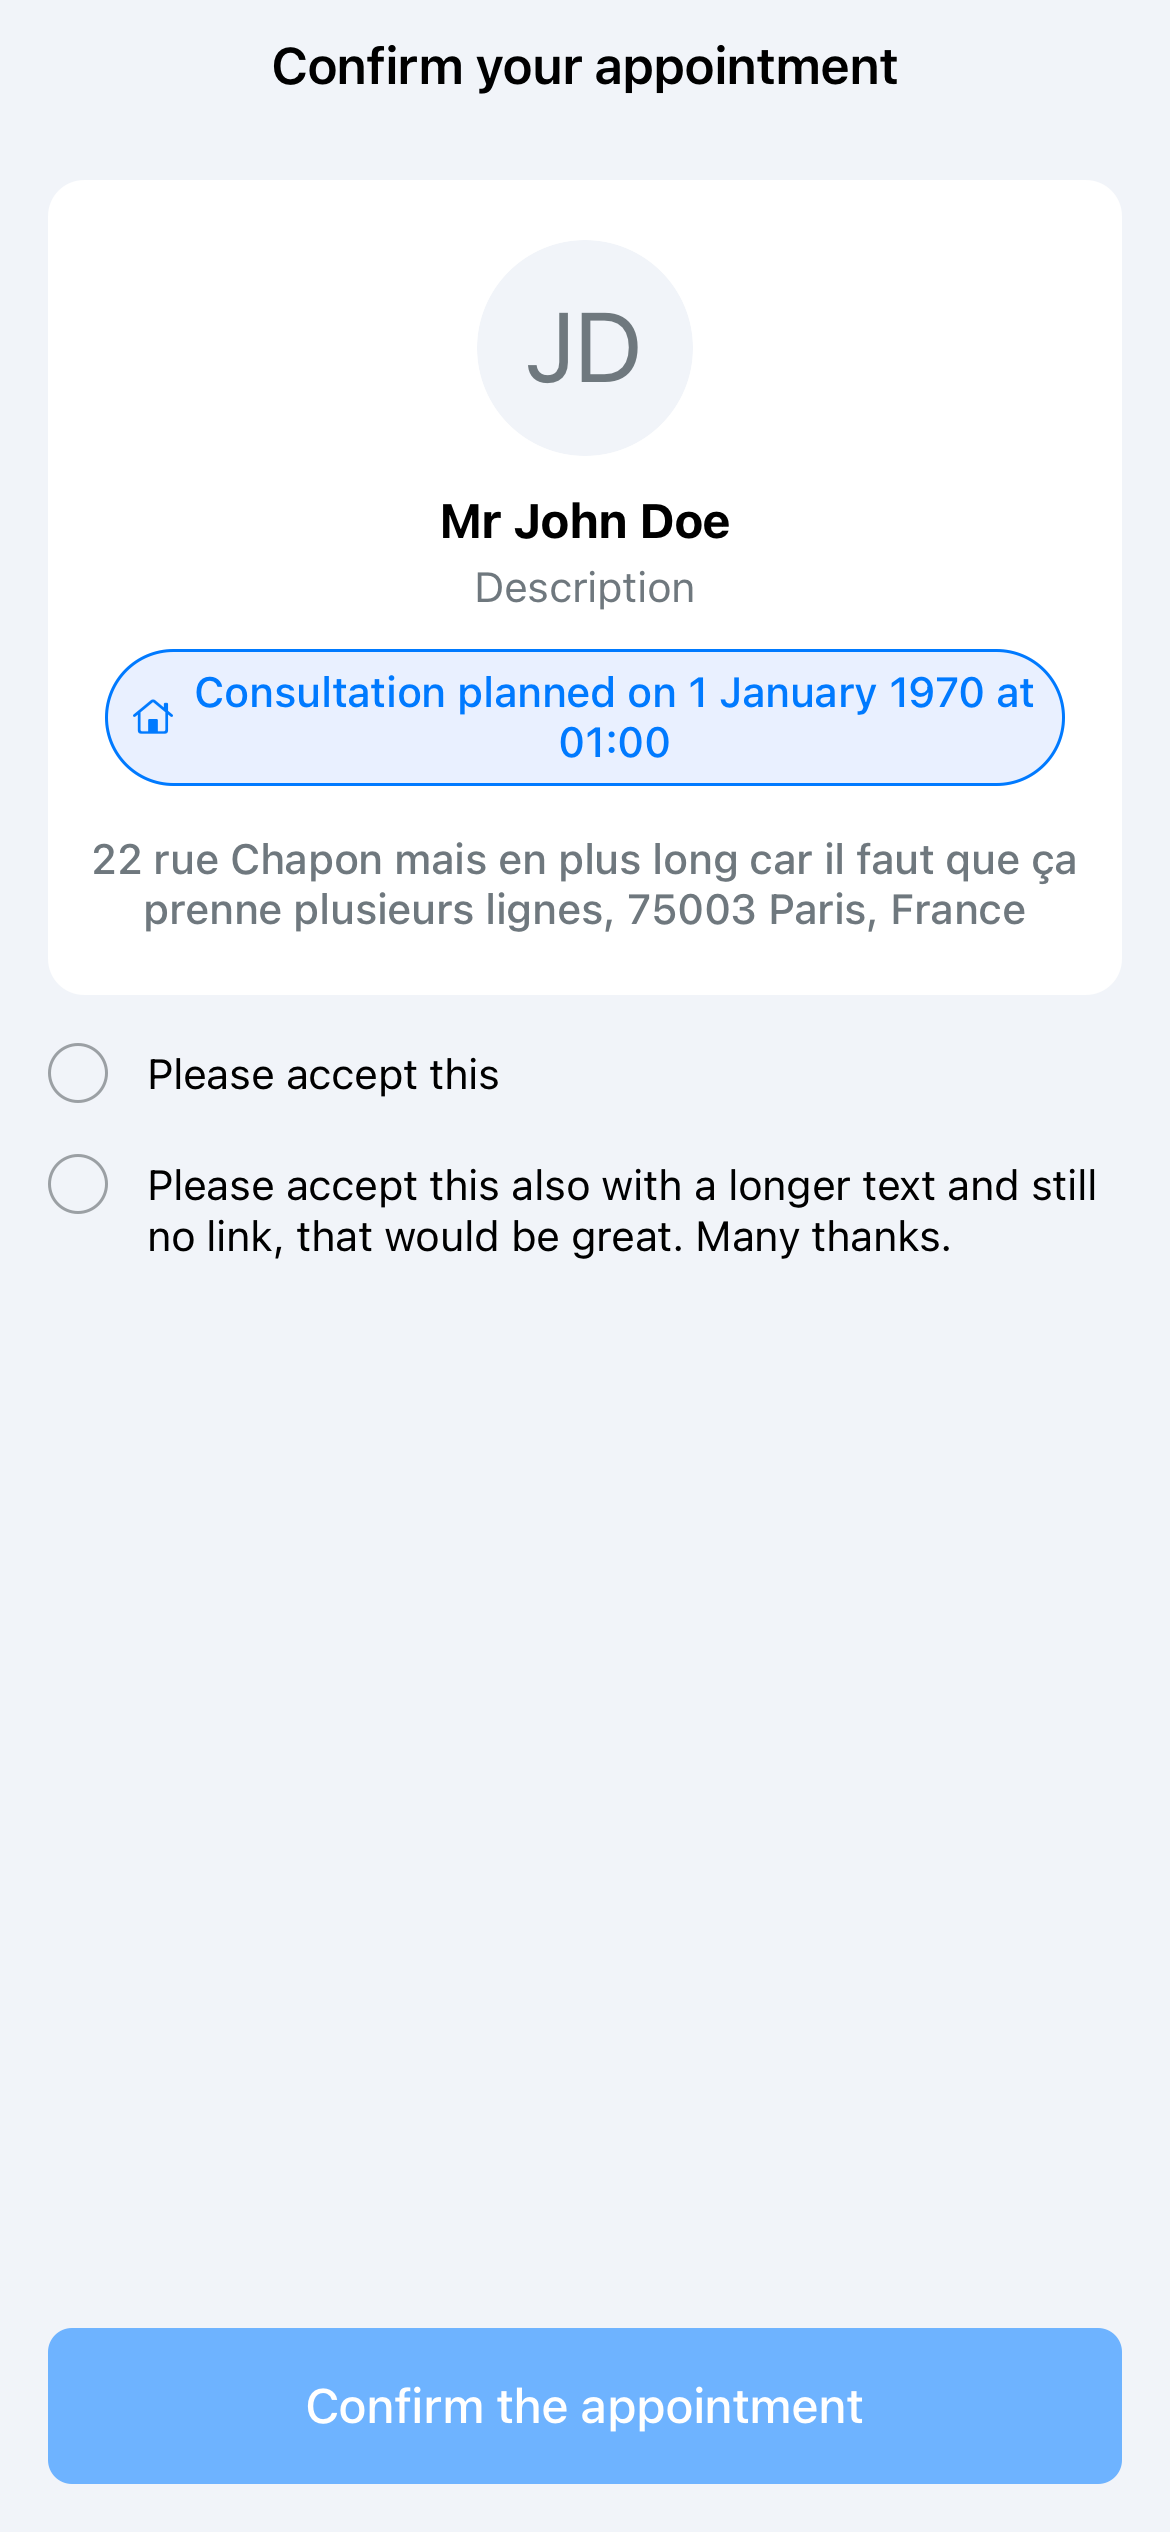 Confirm your appointment
JD
Mr John Doe
Description
Consultation planned on 1 January 1970 at
01:00
22 rue Chapon mais en plus long car il faut que ça
prenne plusieurs lignes, 75003 Paris, France
Please accept this
Please accept this also with a longer text and still
no link, that would be great. Many thanks.
Confirm the appointment